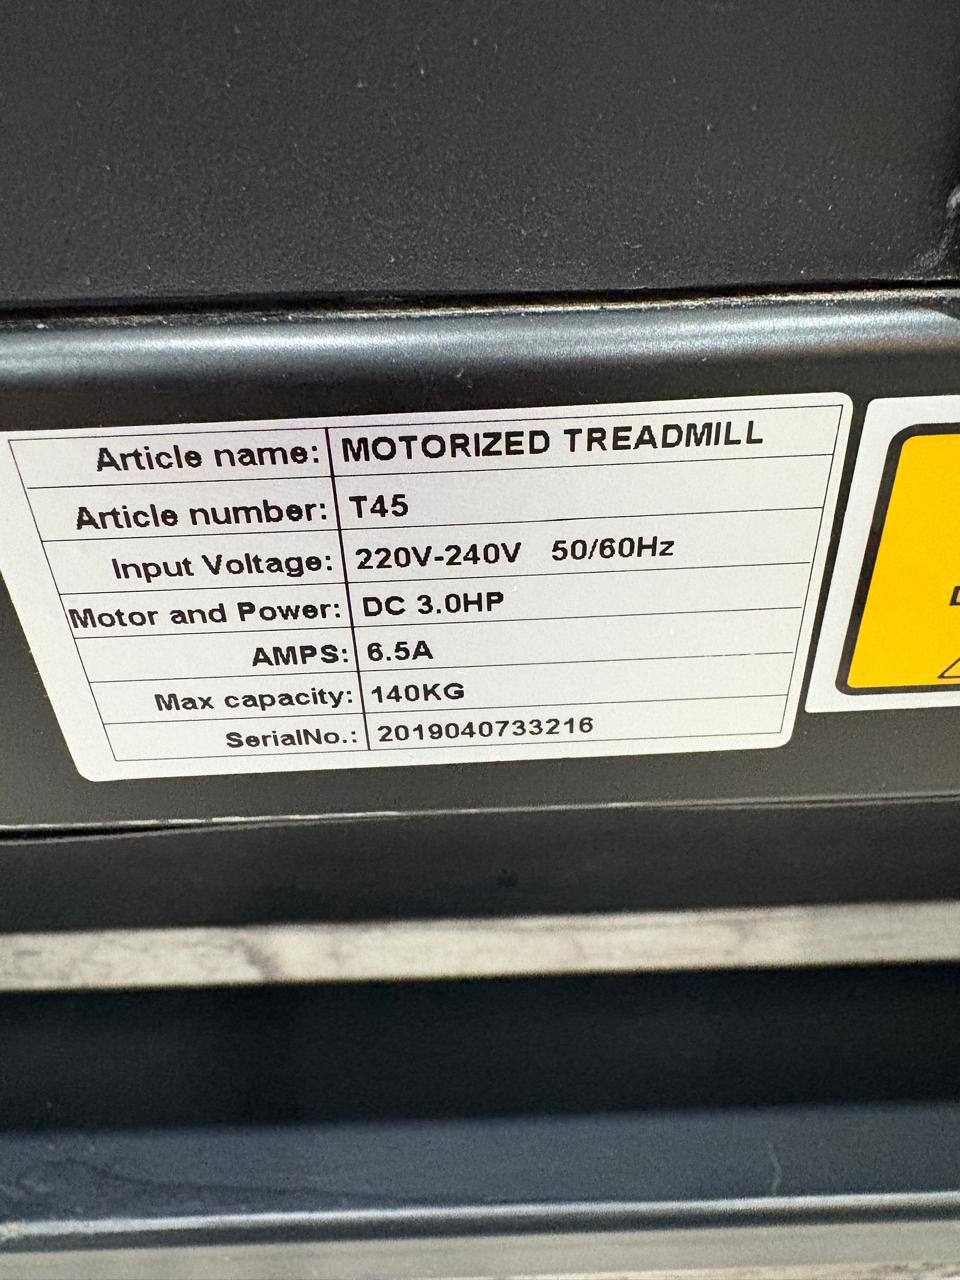 Article name: MOTORIZED TREADMILL
Article number: T45
Input Voltage: 220V-240V 50/60Hz
Motor and Power: DC 3.0HP
AMPS: 6.5A
Max capacity: 140KG
SerialNo.: 2019040733216